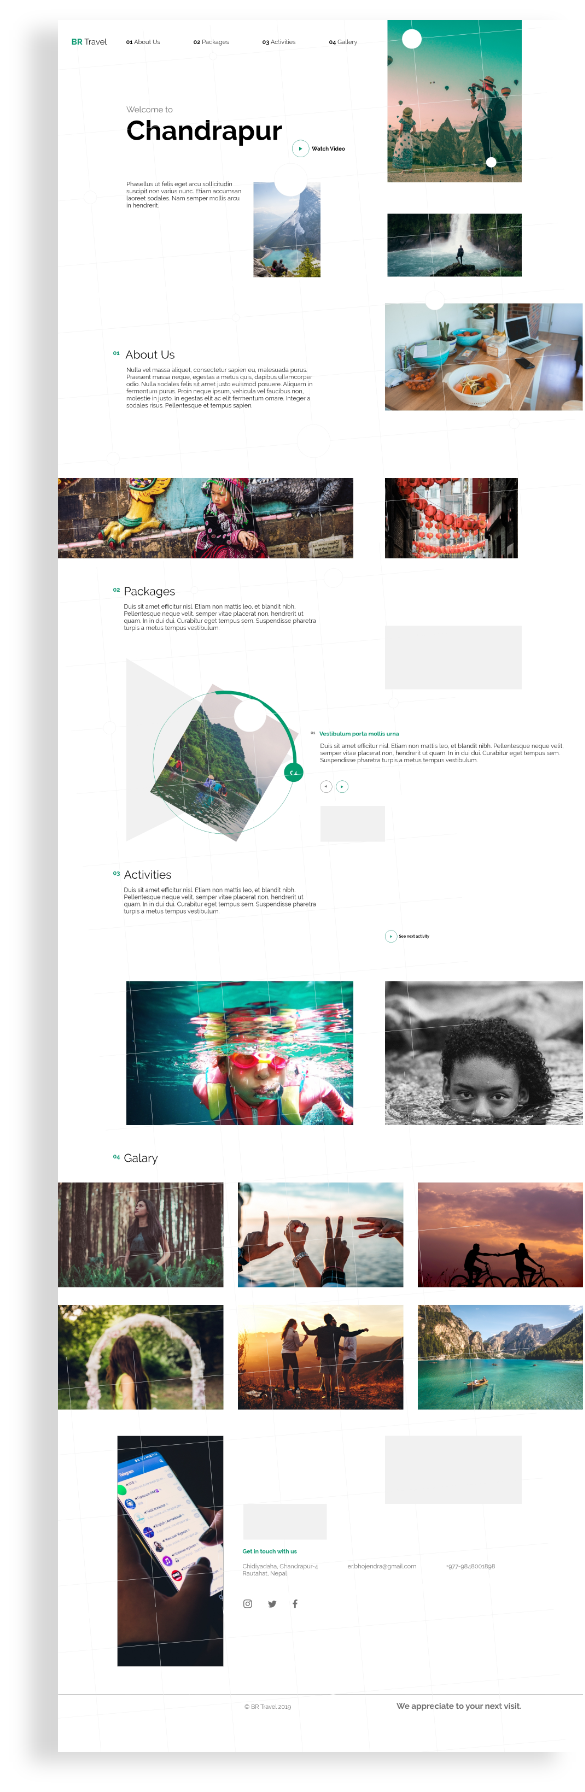 BR Travel
01 About Us
02 Packages
03 Activities
04 Gallery
Welcome to
Chandrapur
Watch Video
Phasellus ut felis eget arcu sollicitudin
suscipit non varius nunc. Etiam accumsan
laoreet sodales. Nam semper mollis arcu
in hendrerit.
01 About Us
Nulla vel massa aliquet, consectetur sapien eu, malesuada purus.
Praesent massa neque, egestas a metus quis, dapibus ullamcorper
odio. Nulla sodales felis sit amet justo euismod posuere. Aliquam in
fermentum purus. Proin neque ipsum, vehicula vel faucibus non,
molestie in justo. In egestas elit ac elit fermentum ornare. Integer a
sodales risus. Pellentesque et tempus sapien.
02 Packages
Duis sit amet efficitur nisl. Etiam non mattis leo, et blandit nibh.
Pellentesque neque velit, semper vitae placerat non, hendrerit ut
quam. In in dui dui. Curabitur eget tempus sem. Suspendisse pharetra
turpis a metus tempus vestibulum
Vestibulum porta mollis urna
Duis sit amet efficitur nisl. Etiam non mattis leo, et blandit nibh. Pellentesque neque velit,
semper vitae placerat non, hendrerit ut quam. In in dui dui. Curabitur eget tempus sem.
Suspendisse pharetra turpis a metus tempus vestibulum
03 Activities
Duis sit amet efficitur nisl. Etiam non mattis leo, et blandit nibh.
Pellentesque neque velit, semper vitae placerat non, hendrerit ut
quam. In in dui dui. Curabitur eget tempus sem. Suspendisse pharetra
turpis a metus tempus vestibulum
See next activity
04 Galary
Get in touch with us
Chidiyadaha, Chandrapur-4
Rautahat, Nepal
er.bhojendra@gmail.com
© BR Travel 2019
We appreciate to your next visit.